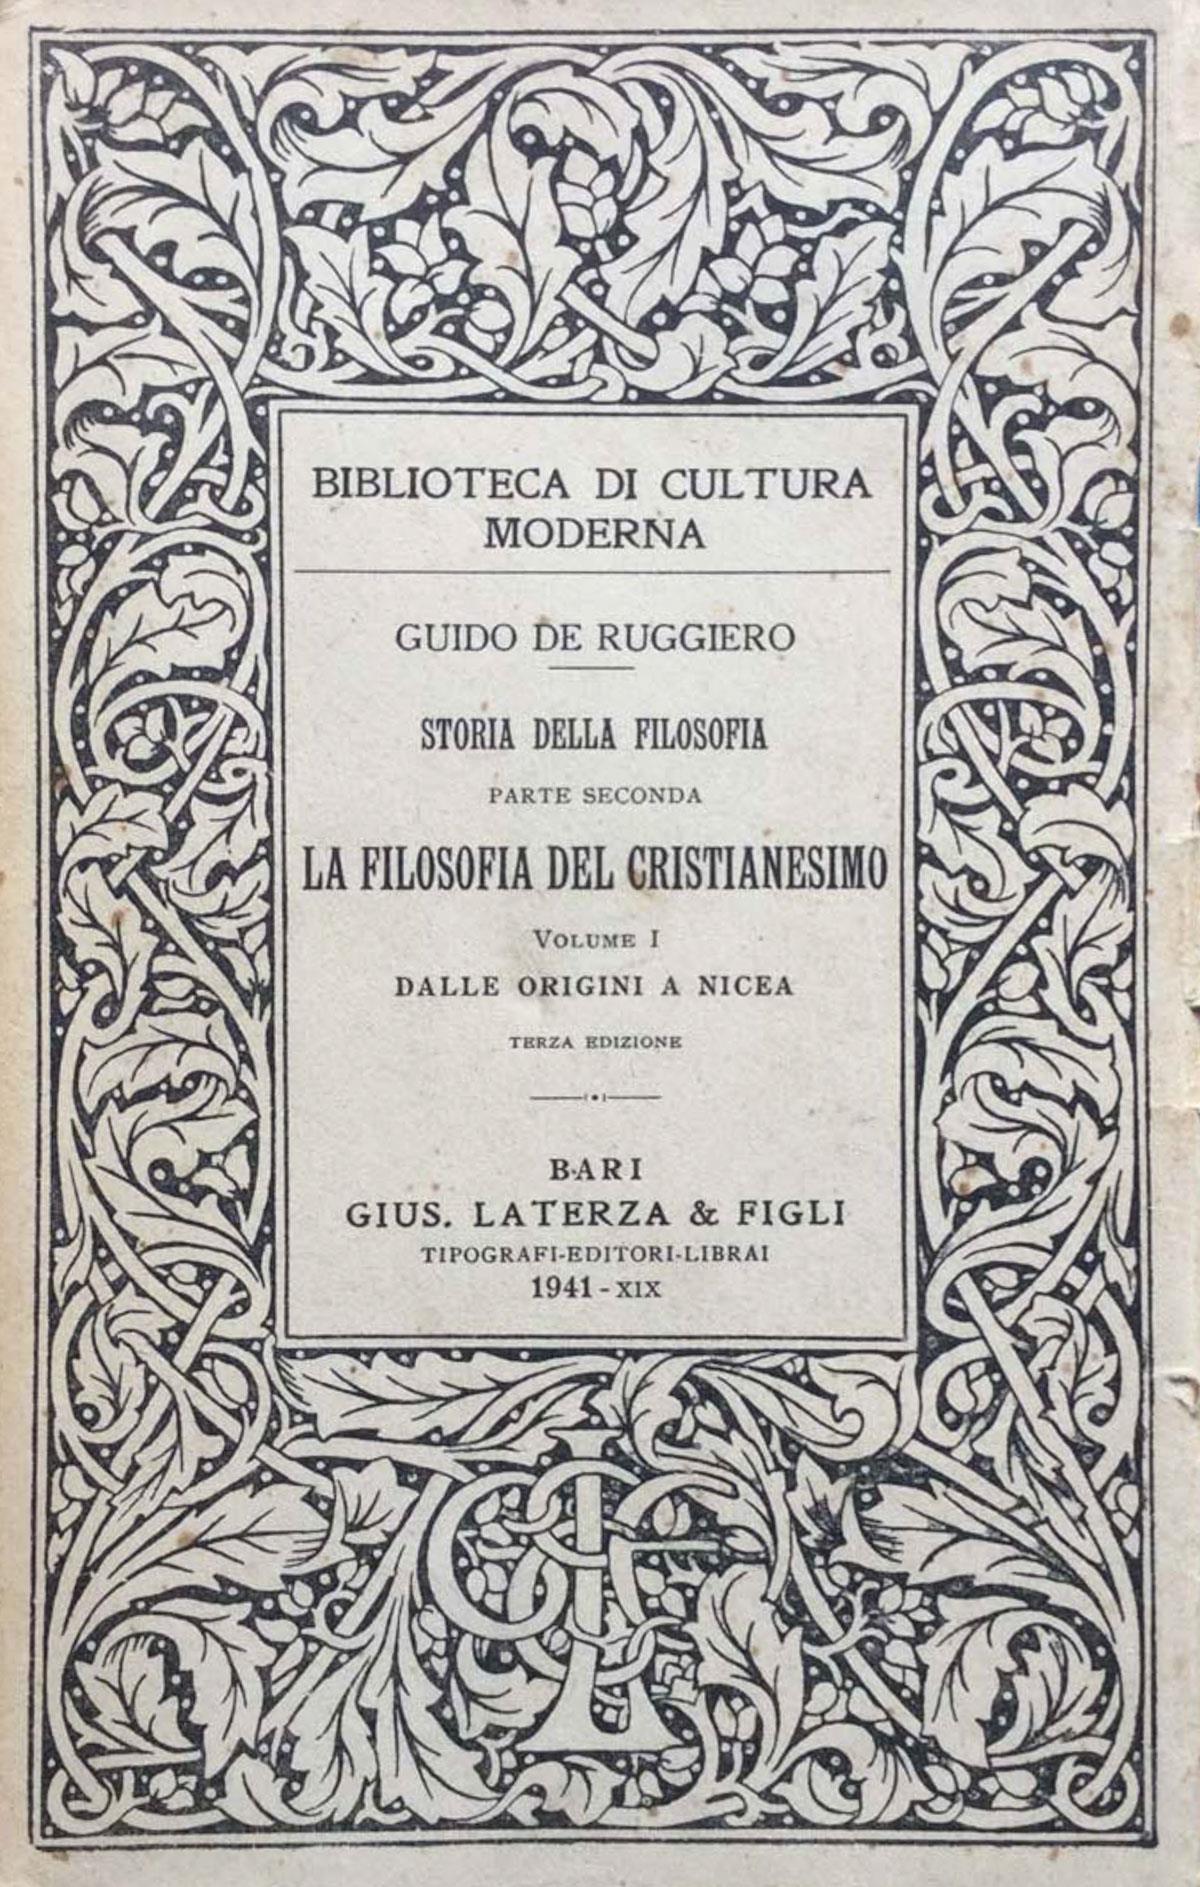 BIBLIOTECA DI CULTURA
MODERNA
GUIDO DE RUGGIERO
STORIA DELLA FILOSOFIA
PARTE SECONDA
LA FILOSOFIA DEL CRISTIANESIMO
VOLUME I
DALLE ORIGINI A NICEA
TERZA EDIZIONE
BARI
GIUS. LATERZA & FIGLI
TIPOGRAFI-EDITORI-LIBRAI
1941-XIX